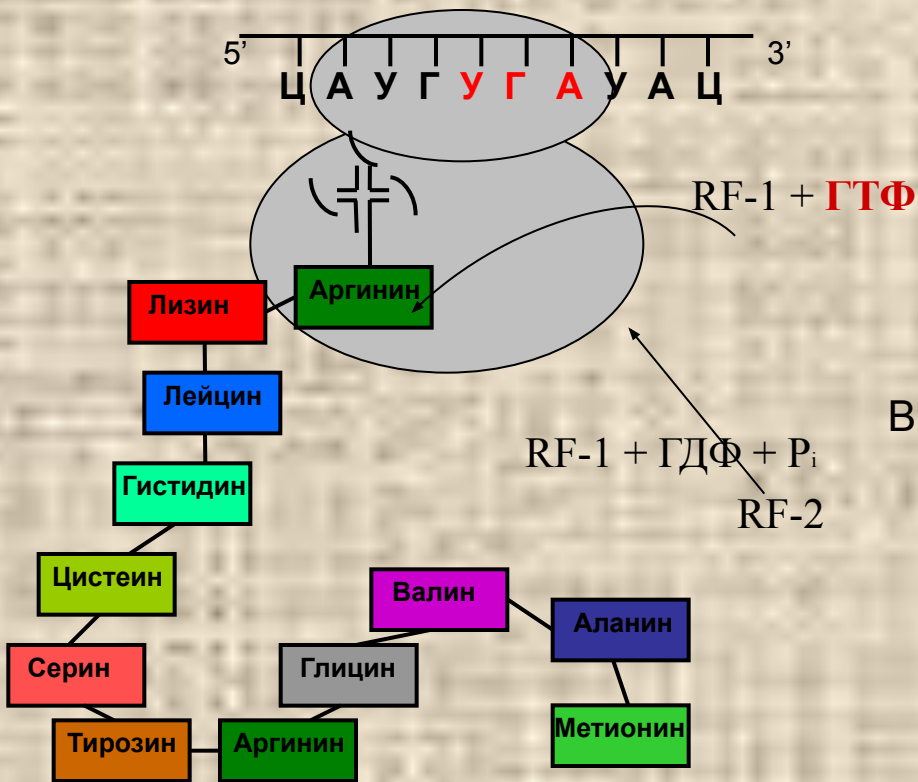 5’ 3’
Ц А У Г У Г А У А Ц
RF-1 + ГТФ
Аргинин
Лизин
Лейцин
В
RF-1 + ГДФ + Pi
Гистидин
RF-2
Цистеин
Валин
Аланин
Серин
Глицин
Тирозин
Аргинин
Метионин